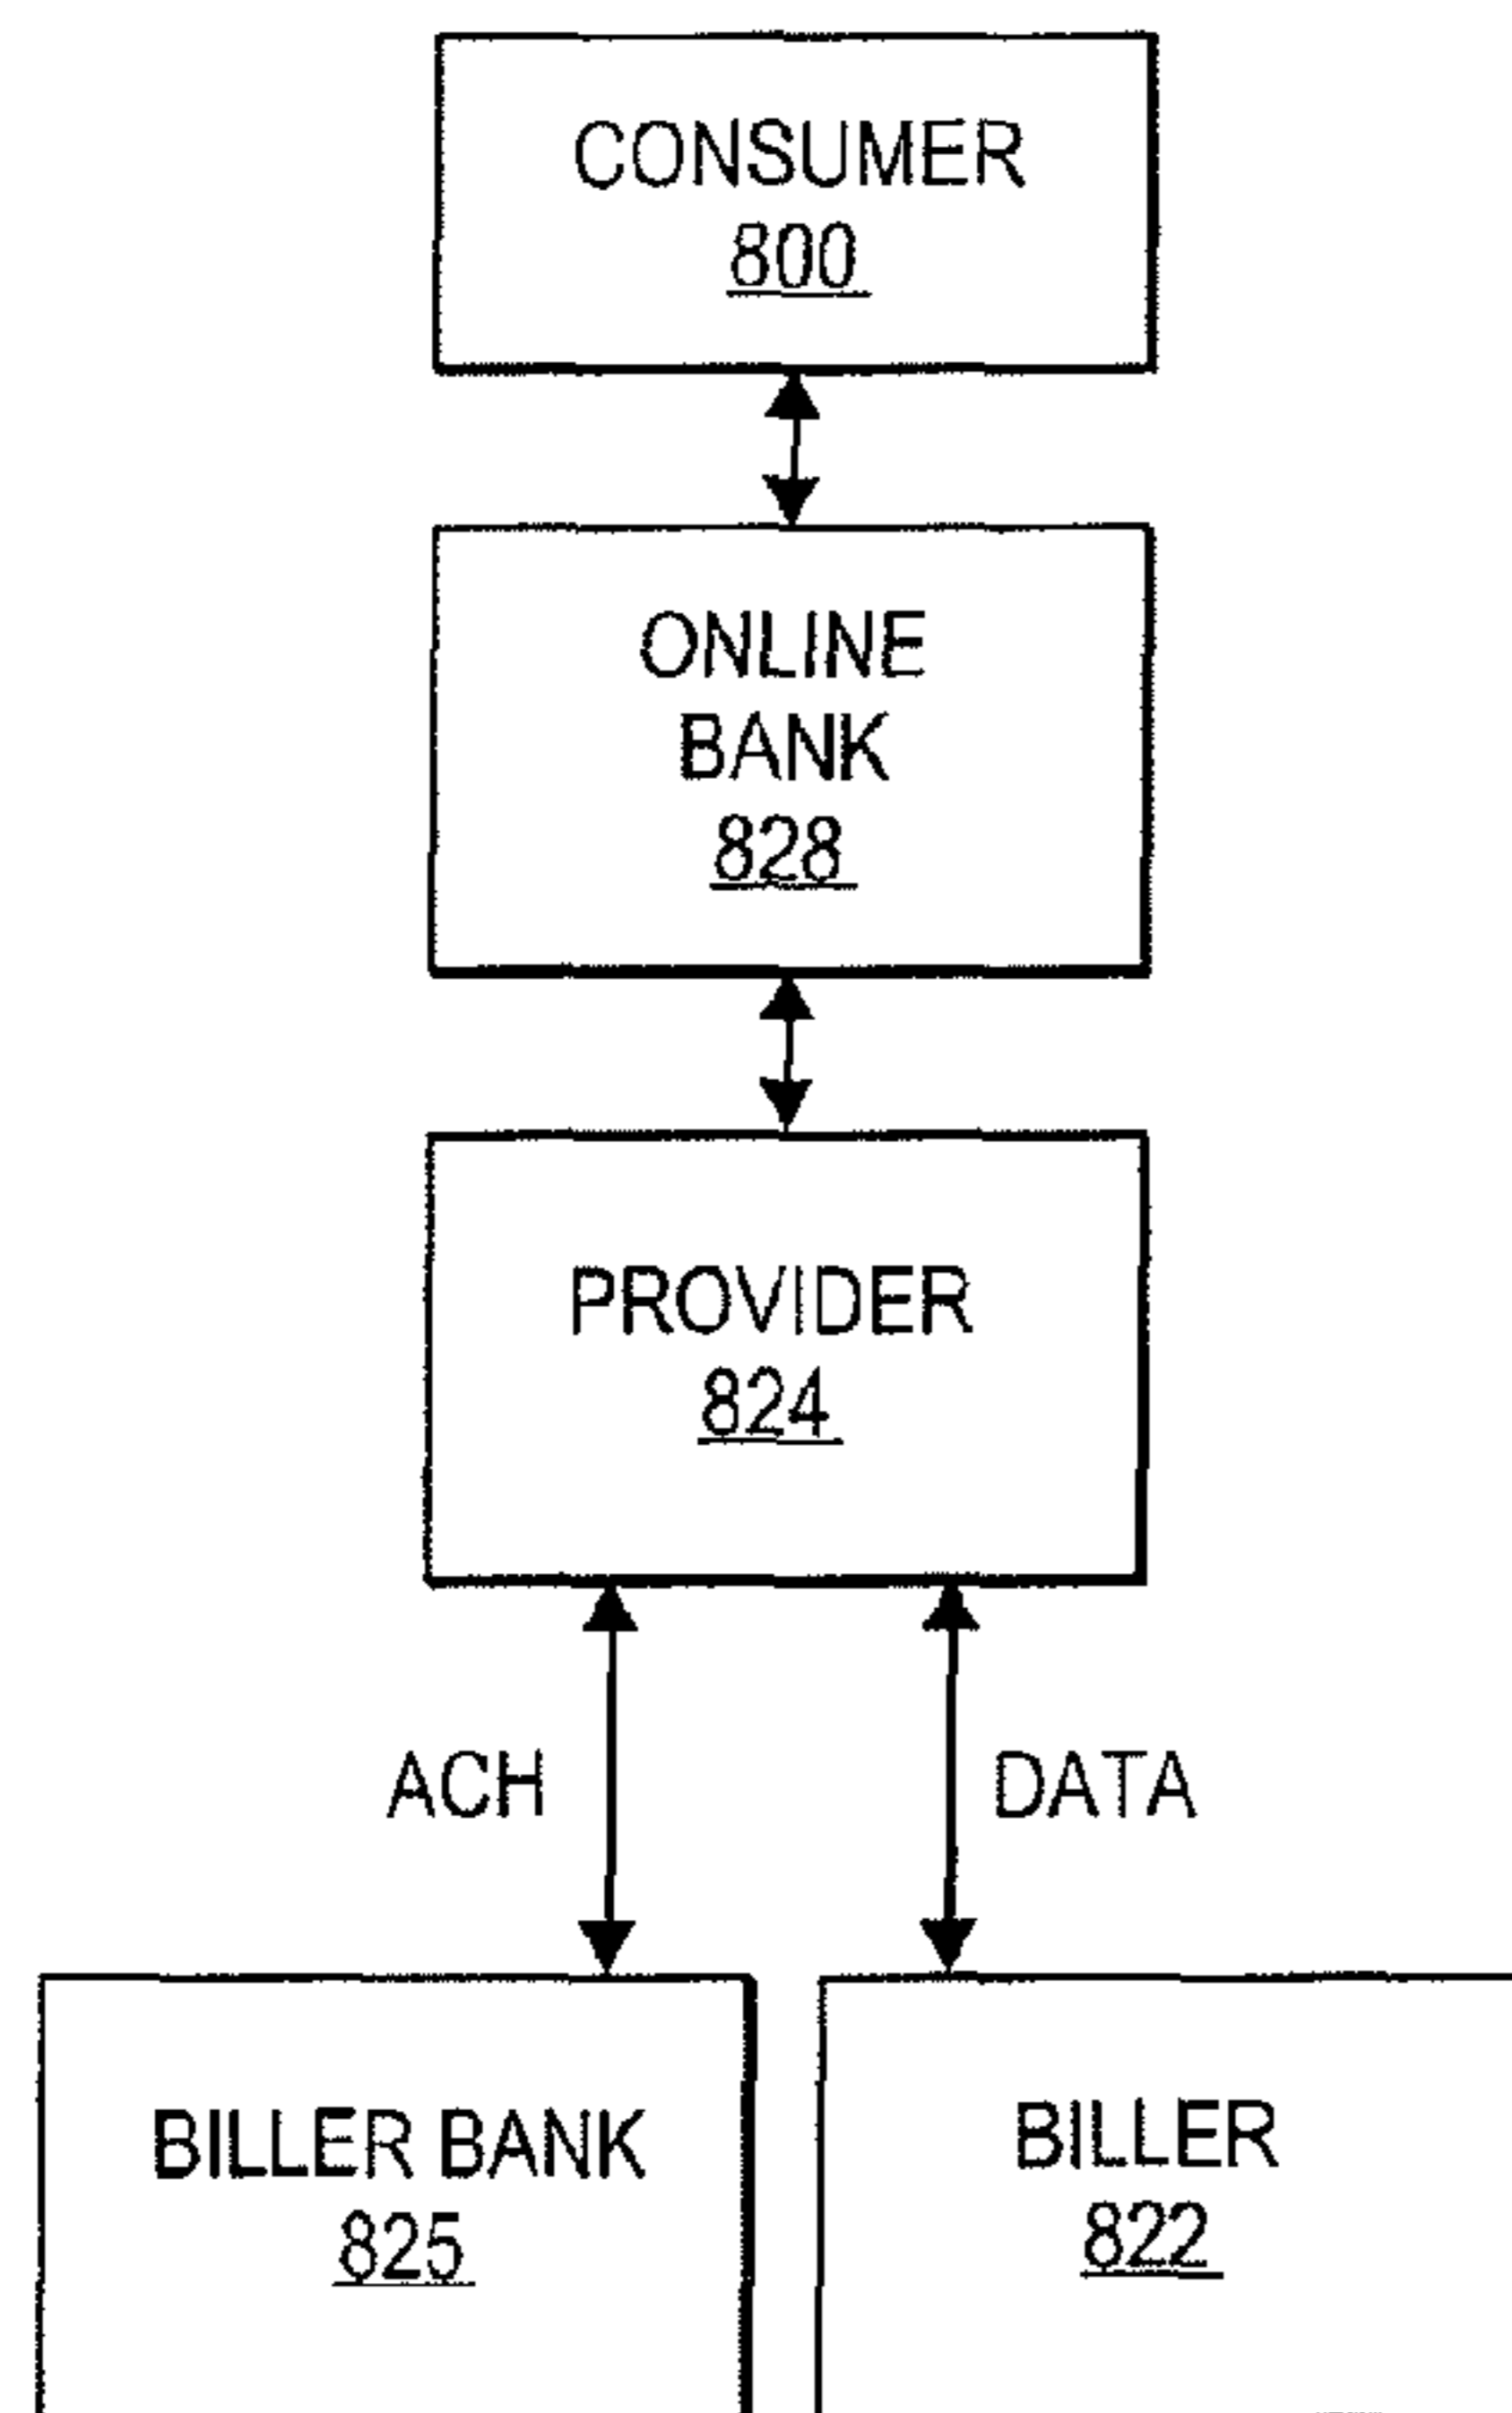 CONSUMER
800
ONLINE
BANK
828
PROVIDER
824
ACH
DATA
BILLER BANK
825
BILLER
822